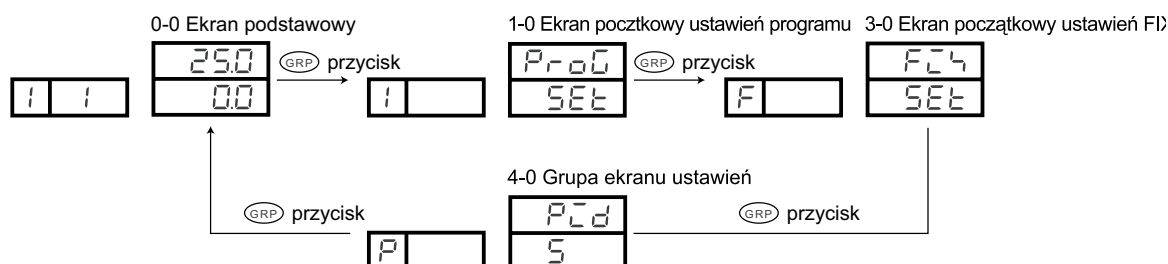 0-0 Ekran podstawowy
1-0 Ekran pocztkowy ustawień programu
3-0 Ekran początkowy ustawień FIX
25.0
GRP przycisk
ProG
GRP przycisk
1 1
0.0
1
SEt
F
SEt
4-0 Grupa ekranu ustawień
GRP przycisk
PId
GRP przycisk
P
S